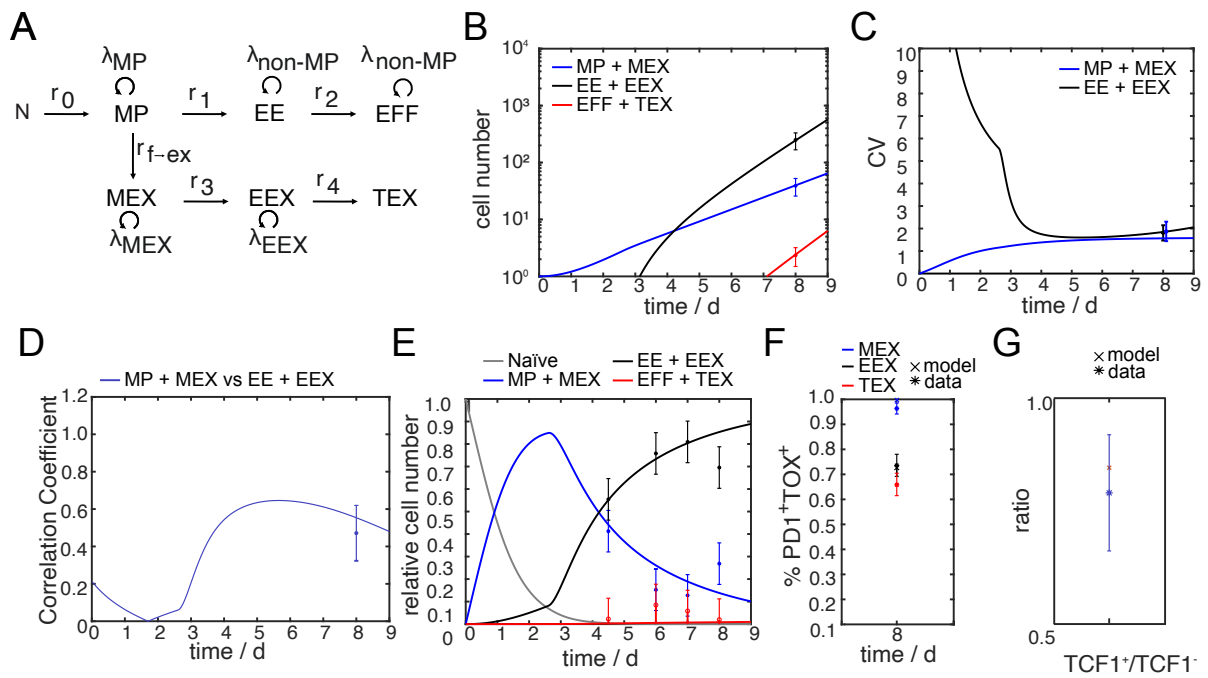 A
λMP
λnon-MP
λnon-MP
N
r0
MP
r1
EE
r2
EFF
rf→ex
MEX
r3
EEX
r4
TEX
λMEX
λEEX
B
MP + MEX
EE + EEX
EFF + TEX
cell number
10^4
10^3
10^2
10^1
10^0
0 1 2 3 4 5 6 7 8 9
time / d
C
MP + MEX
EE + EEX
CV
10
9
8
7
6
5
4
3
2
1
0
0 1 2 3 4 5 6 7 8 9
time / d
D
MP + MEX vs EE + EEX
Correlation Coefficient
1.2
1.0
0.8
0.6
0.4
0.2
0
0 1 2 3 4 5 6 7 8 9
time / d
E
Naïve
EE + EEX
MP + MEX
EFF + TEX
relative cell number
1.0
0.9
0.8
0.7
0.6
0.5
0.4
0.3
0.2
0.1
0
0 1 2 3 4 5 6 7 8 9
time / d
F
MEX
EEX
TEX
× model
* data
% PD1+TOX+
1.0
0.9
0.8
0.7
0.6
0.5
0.4
0.3
0.2
0.1
8
time / d
G
× model
* data
ratio
1.0
0.5
TCF1+/TCF1-